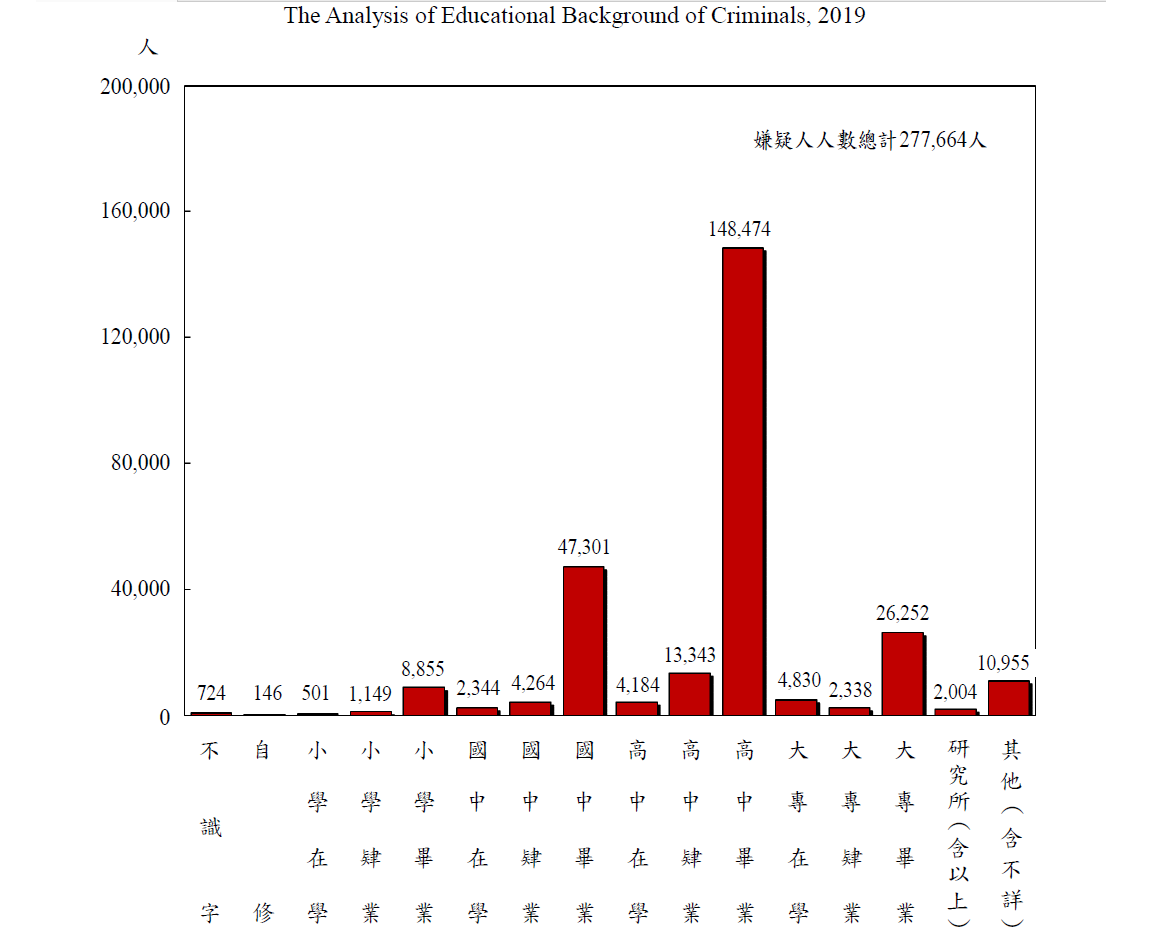 The Analysis of Educational Background of Criminals, 2019
人
200,000
嫌疑人人數總計277,664人
160,000
148,474
120,000
80,000
47,301
40,000
26,252
13,343
10,955
8,855
4,830
4,264
4,184
2,344
2,338
2,004
1,149
724
146
501
0
不識字
自修
小學在學
小學肄業
小學畢業
國中在學
國中肄業
國中畢業
高中在學
高中肄業
高中畢業
大專在學
大專肄業
大專畢業
研究所(含以上)
其他(含不詳)